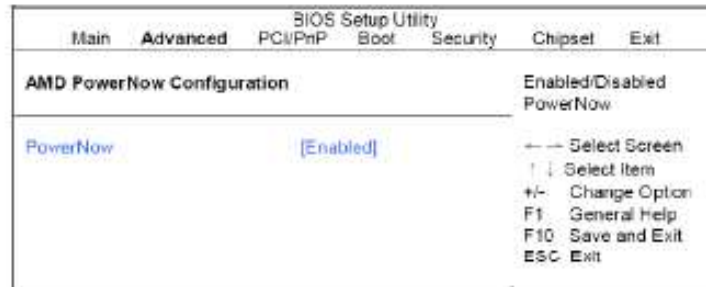 BIOS Setup Utility
Main Advanced PCI/PnP Boot Security Chipset Exit
AMD PowerNow Configuration
PowerNow [Enabled]
Enabled/Disabled
PowerNow
←→ Select Screen
↑↓ Select Item
+/- Change Option
F1 General Help
F10 Save and Exit
ESC Exit